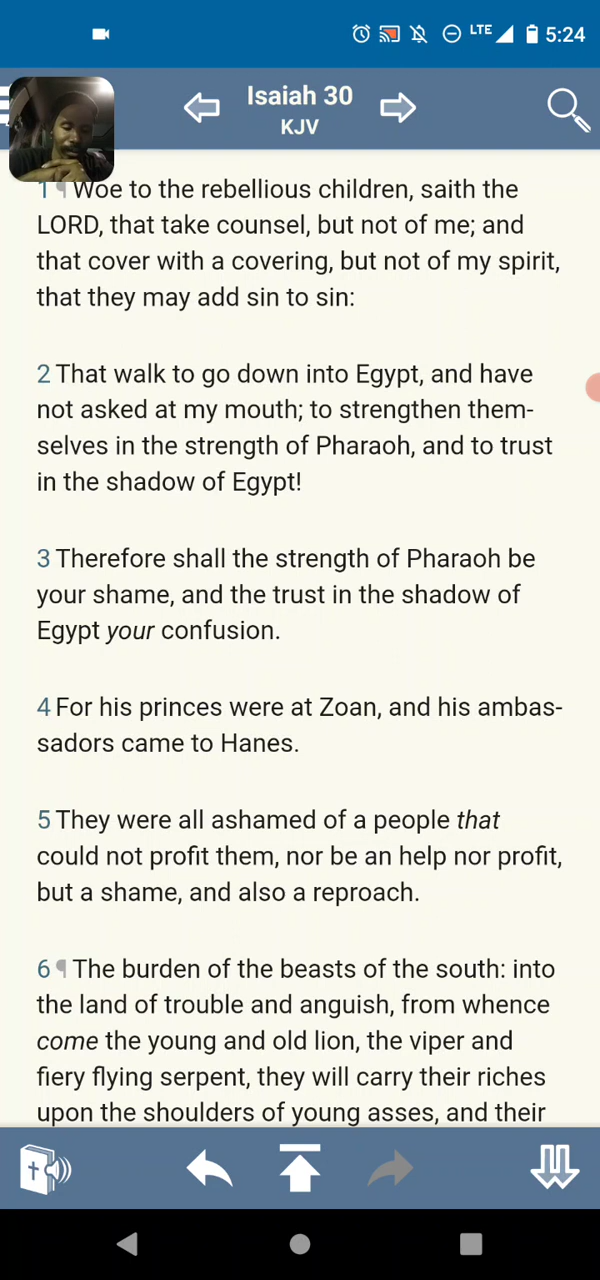 LTE 5:24
Isaiah 30
KJV
1 ¶ Woe to the rebellious children, saith the
LORD, that take counsel, but not of me; and
that cover with a covering, but not of my spirit,
that they may add sin to sin:
2 That walk to go down into Egypt, and have
not asked at my mouth; to strengthen them-
selves in the strength of Pharaoh, and to trust
in the shadow of Egypt!
3 Therefore shall the strength of Pharaoh be
your shame, and the trust in the shadow of
Egypt your confusion.
4 For his princes were at Zoan, and his ambas-
sadors came to Hanes.
5 They were all ashamed of a people that
could not profit them, nor be an help nor profit,
but a shame, and also a reproach.
6 ¶ The burden of the beasts of the south: into
the land of trouble and anguish, from whence
come the young and old lion, the viper and
fiery flying serpent, they will carry their riches
upon the shoulders of young asses, and their